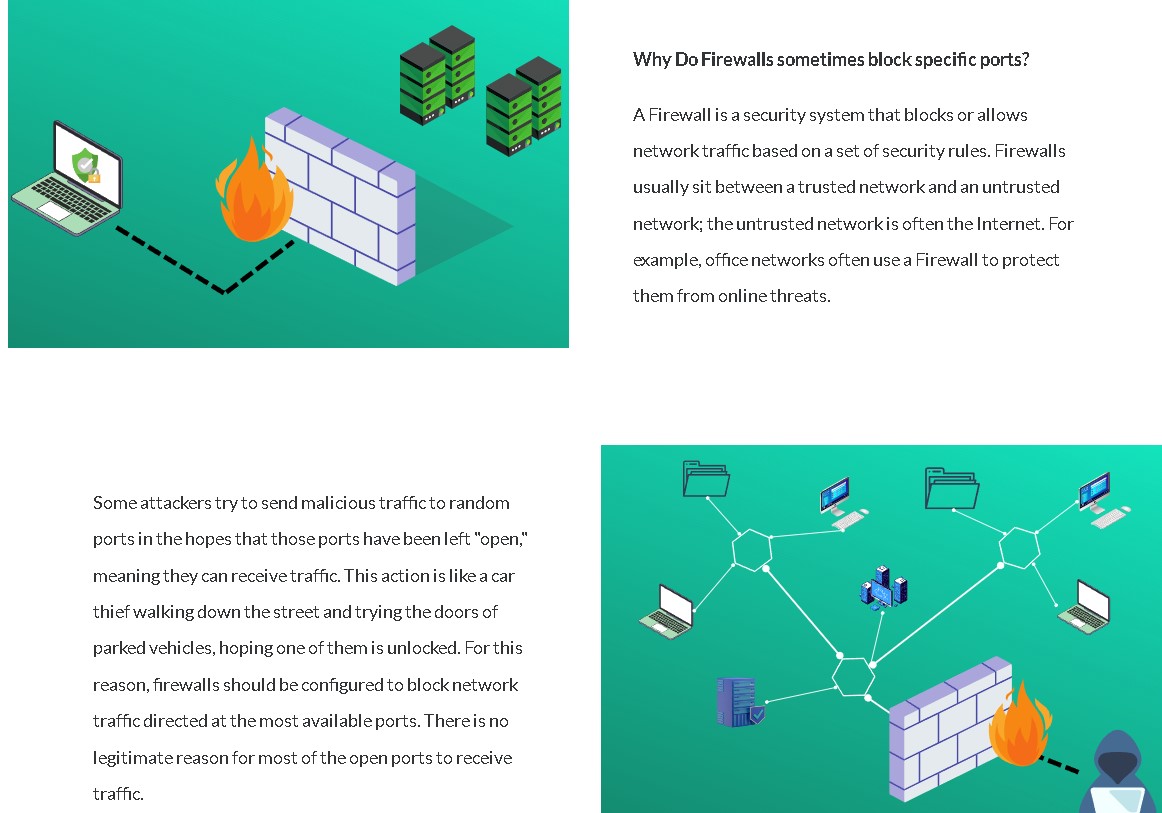 Why Do Firewalls sometimes block specific ports?
A Firewall is a security system that blocks or allows
network traffic based on a set of security rules. Firewalls
usually sit between a trusted network and an untrusted
network; the untrusted network is often the Internet. For
example, office networks often use a Firewall to protect
them from online threats.
Some attackers try to send malicious traffic to random
ports in the hopes that those ports have been left "open,"
meaning they can receive traffic. This action is like a car
thief walking down the street and trying the doors of
parked vehicles, hoping one of them is unlocked. For this
reason, firewalls should be configured to block network
traffic directed at the most available ports. There is no
legitimate reason for most of the open ports to receive
traffic.